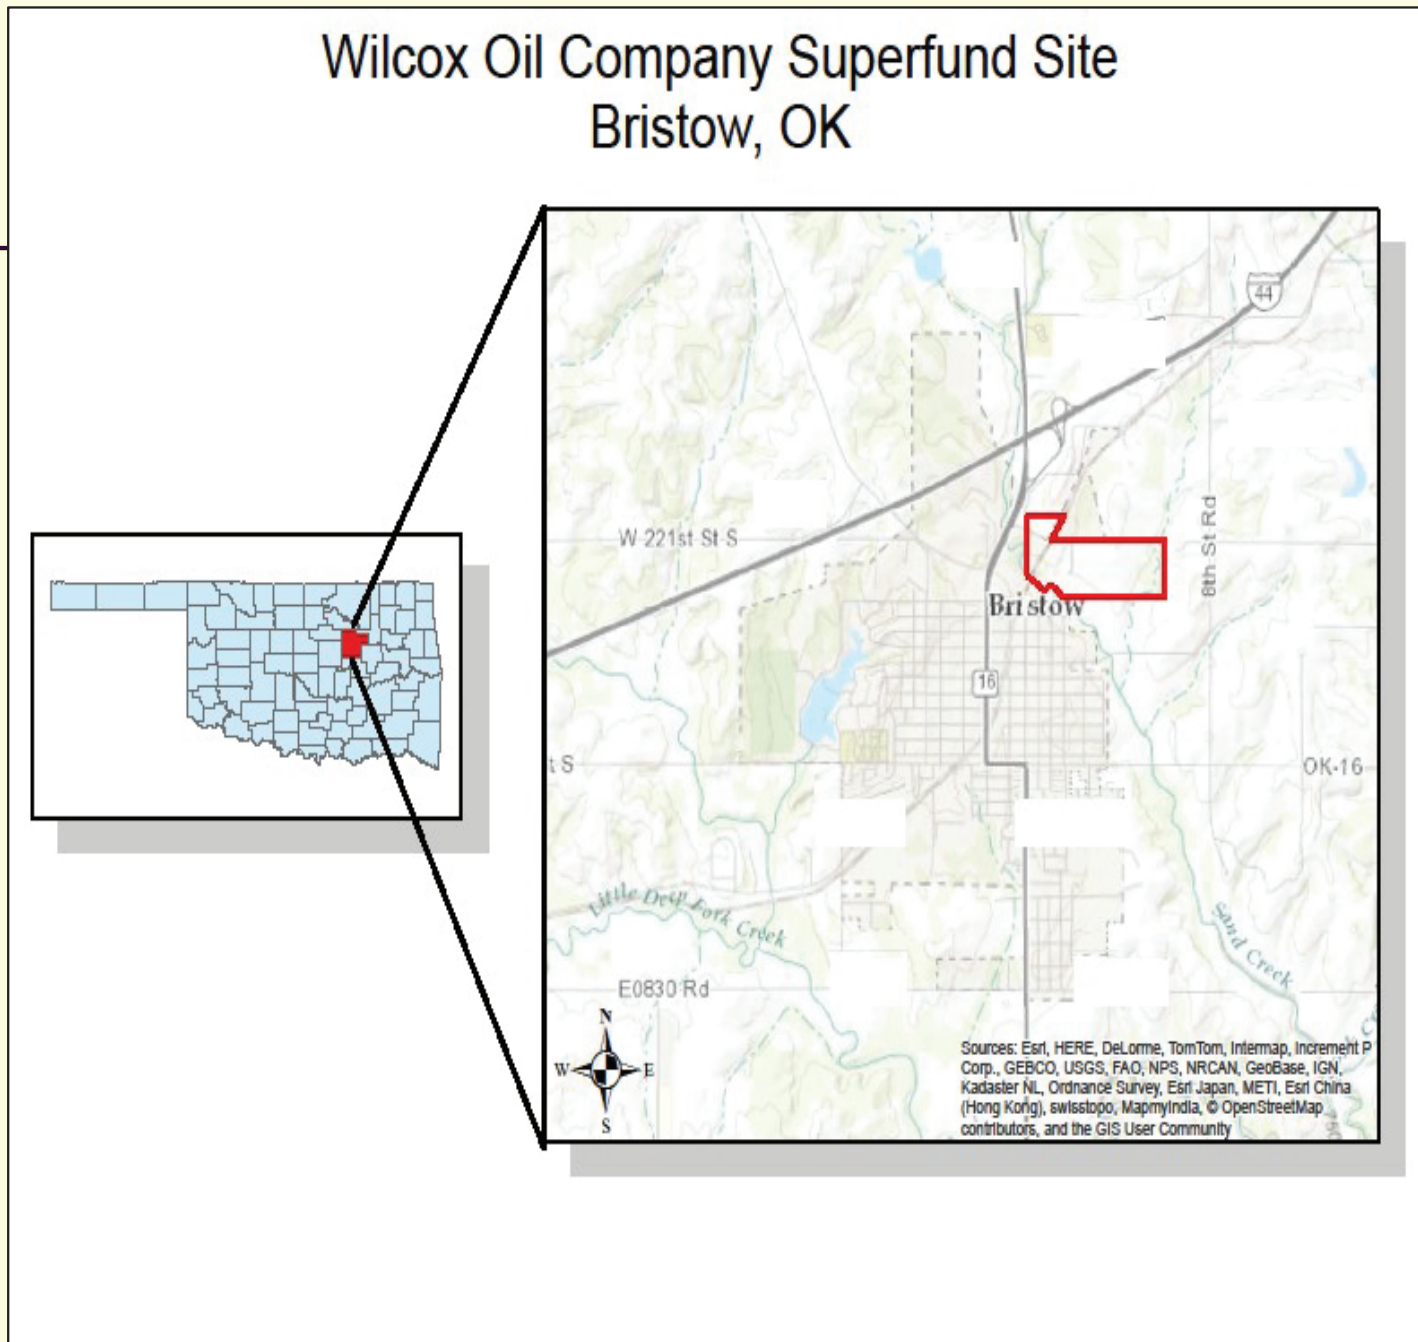 Wilcox Oil Company Superfund Site
Bristow, OK
44
W 221st St S
8th St Rd
Bristow
16
t S
OK-16
Little Deep Fork Creek
Sand Creek
E0830 Rd
N
W
E
S
Sources: Esri, HERE, DeLorme, TomTom, Intermap, Increment P
Corp., GEBCO, USGS, FAO, NPS, NRCAN, GeoBase, IGN,
Kadaster NL, Ordnance Survey, Esri Japan, METI, Esri China
(Hong Kong), swisstopo, MapmyIndia, © OpenStreetMap
contributors, and the GIS User Community